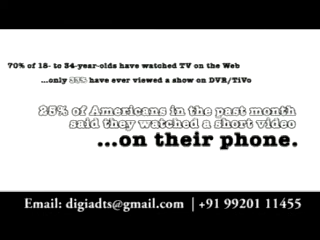 70% of 18- to 34-year-olds have watched TV on the Web
...only 33% have ever viewed a show on DVR/TiVo
25% of Americans in the past month
said they watched a short video
...on their phone.
Email: digiadts@gmail.com | +91 99201 11455